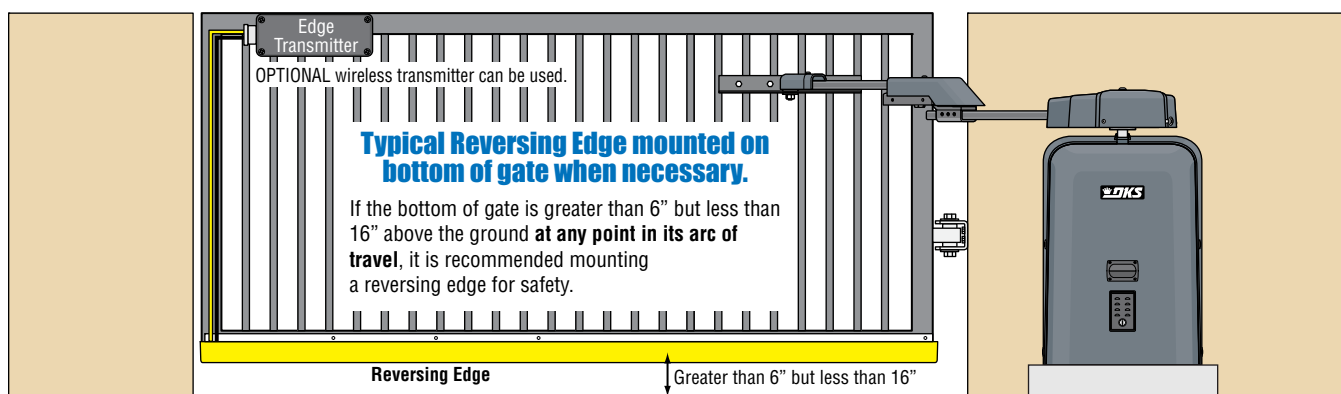 Edge
Transmitter
OPTIONAL wireless transmitter can be used.
Typical Reversing Edge mounted on
bottom of gate when necessary.
If the bottom of gate is greater than 6” but less than
16” above the ground at any point in its arc of
travel, it is recommended mounting
a reversing edge for safety.
DKS
Reversing Edge
Greater than 6” but less than 16”